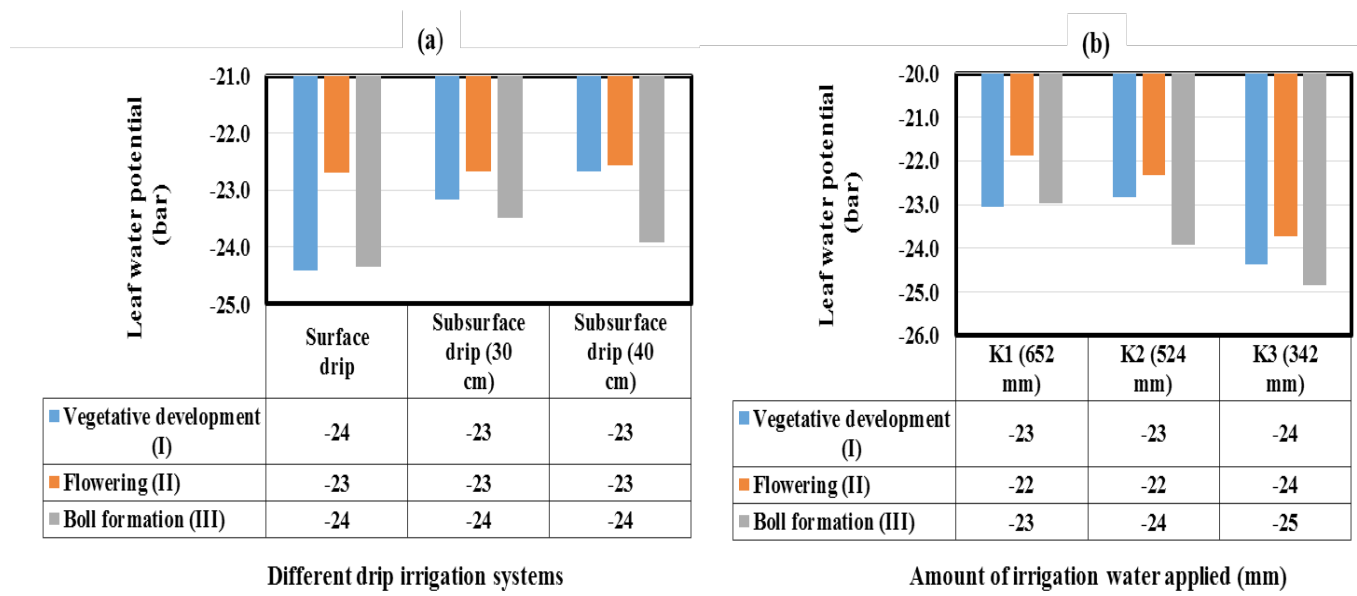 (a)
-21.0
-22.0
-23.0
-24.0
-25.0
Leaf water potential
(bar)
Surface
drip
Subsurface
drip (30
cm)
Subsurface
drip (40
cm)
Vegetative development
(I)
-24 -23 -23
Flowering (II) -23 -23 -23
Boll formation (III) -24 -24 -24
Different drip irrigation systems
(b)
-20.0
-21.0
-22.0
-23.0
-24.0
-25.0
-26.0
Leaf water potential
(bar)
K1 (652
mm)
K2 (524
mm)
K3 (342
mm)
Vegetative development
(I)
-23 -23 -24
Flowering (II) -22 -22 -24
Boll formation (III) -23 -24 -25
Amount of irrigation water applied (mm)